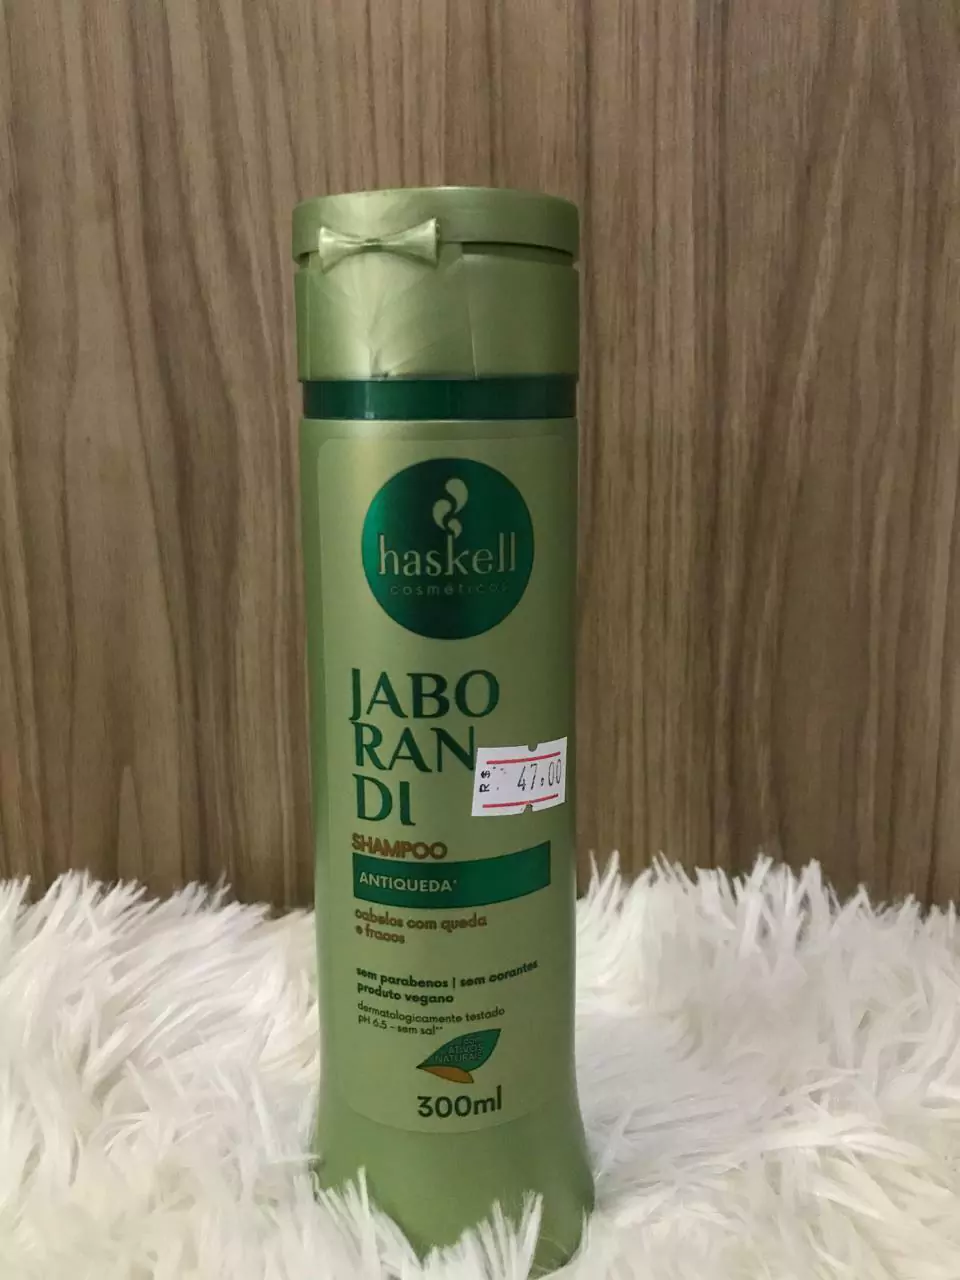 haskell
cosméticos
JABO
RAN
DI
R$ 47.00
SHAMPOO
ANTIQUEDA*
cabelos com queda
e fracos
sem parabenos | sem corantes
produto vegano
dermatologicamente testado
pH 6.5 - sem sal**
com
ATIVOS
NATURAIS
300ml